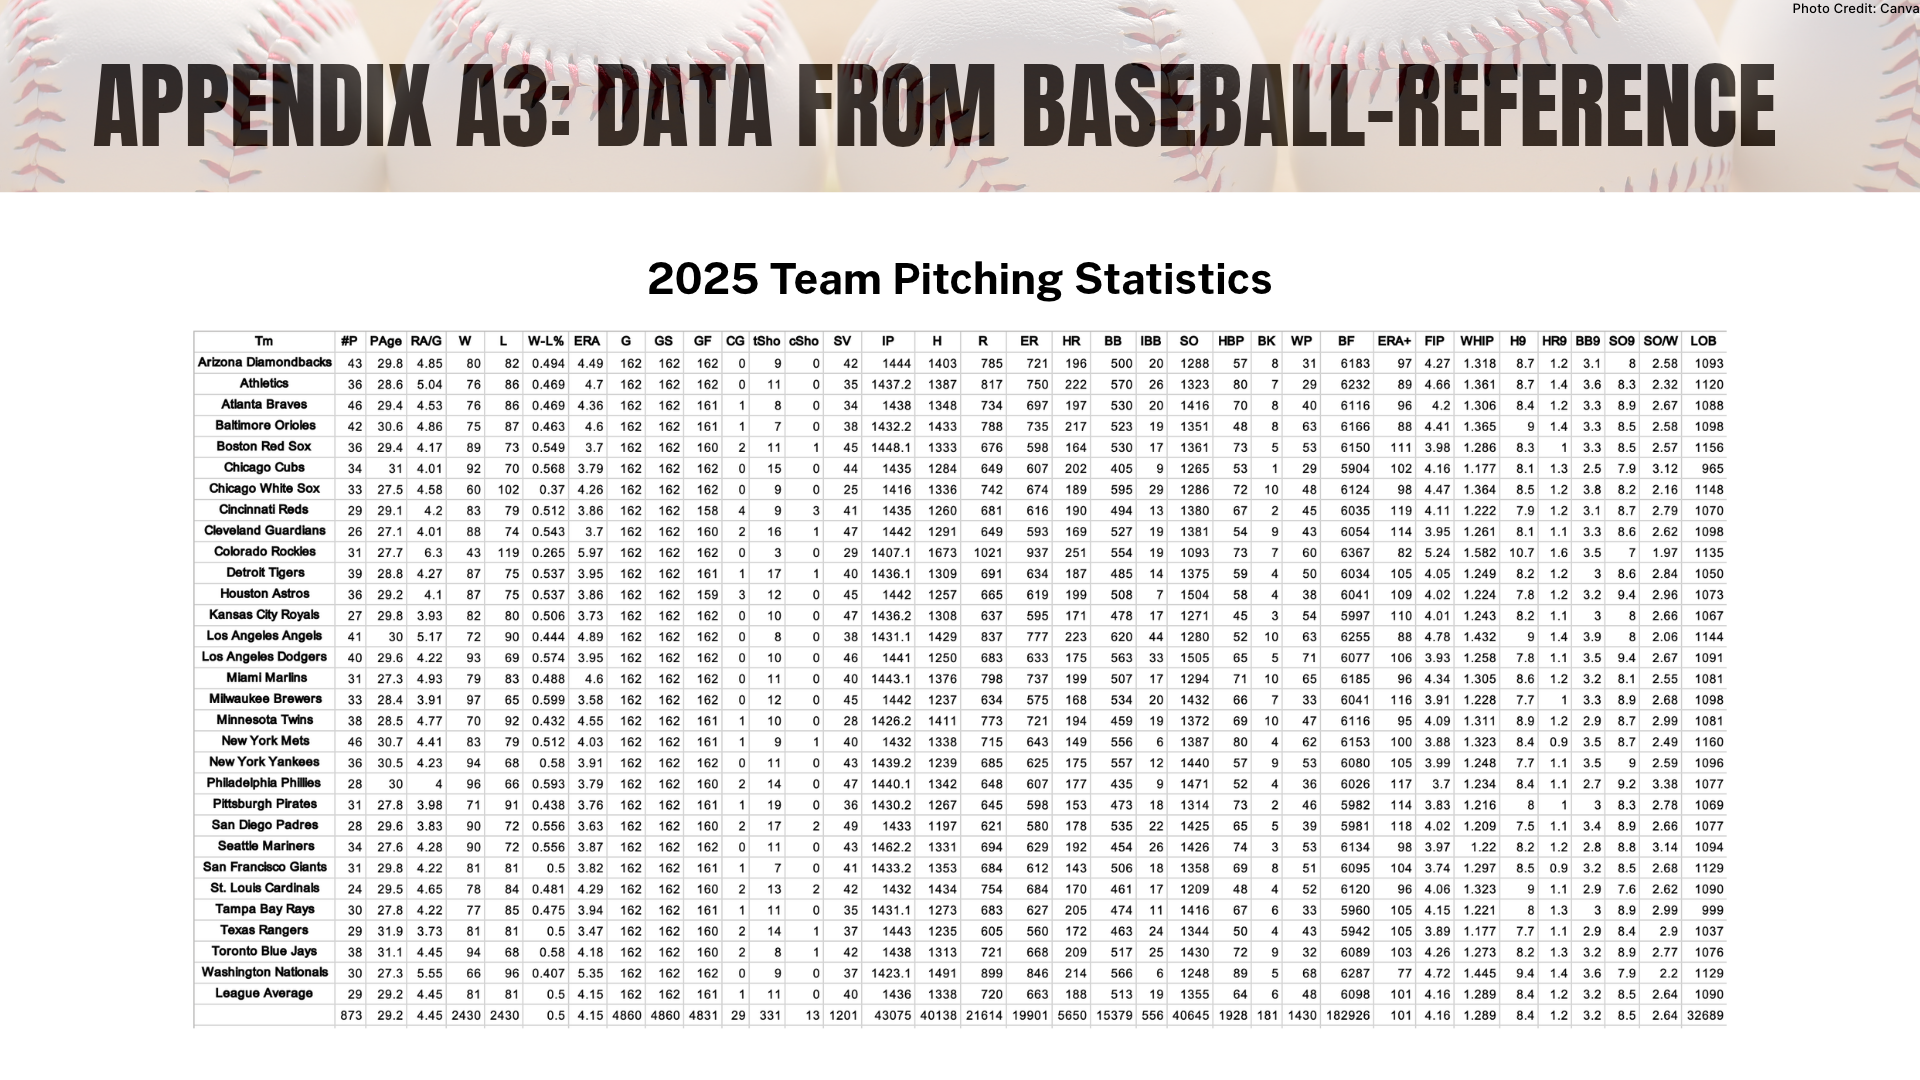 Photo Credit: Canva
APPENDIX A3: DATA FROM BASEBALL-REFERENCE
2025 Team Pitching Statistics
Tm #P PAge RA/G W L W-L% ERA G GS GF CG tSho cSho SV IP H R ER HR BB IBB SO HBP BK WP BF ERA+ FIP WHIP H9 HR9 BB9 SO9 SO/W LOB
Arizona Diamondbacks 43 29.8 4.85 80 82 0.494 4.49 162 162 162 0 9 0 42 1444 1403 785 721 196 500 20 1288 57 8 31 6183 97 4.27 1.318 8.7 1.2 3.1 8 2.58 1093
Athletics 36 28.6 5.04 76 86 0.469 4.7 162 162 162 0 11 0 35 1437.2 1387 817 750 222 570 26 1323 80 7 29 6232 89 4.66 1.361 8.7 1.4 3.6 8.3 2.32 1120
Atlanta Braves 46 29.4 4.53 76 86 0.469 4.36 162 162 161 1 8 0 34 1438 1348 734 697 197 530 20 1416 70 8 40 6116 96 4.2 1.306 8.4 1.2 3.3 8.9 2.67 1088
Baltimore Orioles 42 30.6 4.86 75 87 0.463 4.6 162 162 161 1 7 0 38 1432.2 1433 788 735 217 523 19 1351 48 8 63 6166 88 4.41 1.365 9 1.4 3.3 8.5 2.58 1098
Boston Red Sox 36 29.4 4.17 89 73 0.549 3.7 162 162 160 2 11 1 45 1448.1 1333 676 598 164 530 17 1361 73 5 53 6150 111 3.98 1.286 8.3 1 3.3 8.5 2.57 1156
Chicago Cubs 34 31 4.01 92 70 0.568 3.79 162 162 162 0 15 0 44 1435 1284 649 607 202 405 9 1265 53 1 29 5904 102 4.16 1.177 8.1 1.3 2.5 7.9 3.12 965
Chicago White Sox 33 27.5 4.58 60 102 0.37 4.26 162 162 162 0 9 0 25 1416 1336 742 674 189 595 29 1286 72 10 48 6124 98 4.47 1.364 8.5 1.2 3.8 8.2 2.16 1148
Cincinnati Reds 29 29.1 4.2 83 79 0.512 3.86 162 162 158 4 9 3 41 1435 1260 681 616 190 494 13 1380 67 2 45 6035 119 4.11 1.222 7.9 1.2 3.1 8.7 2.79 1070
Cleveland Guardians 26 27.1 4.01 88 74 0.543 3.7 162 162 160 2 16 1 47 1442 1291 649 593 169 527 19 1381 54 9 43 6054 114 3.95 1.261 8.1 1.1 3.3 8.6 2.62 1098
Colorado Rockies 31 27.7 6.3 43 119 0.265 5.97 162 162 162 0 3 0 29 1407.1 1673 1021 937 251 554 19 1093 73 7 60 6367 82 5.24 1.582 10.7 1.6 3.5 7 1.97 1135
Detroit Tigers 39 28.8 4.27 87 75 0.537 3.95 162 162 161 1 17 1 40 1436.1 1309 691 634 187 485 14 1375 59 4 50 6034 105 4.05 1.249 8.2 1.2 3 8.6 2.84 1050
Houston Astros 36 29.2 4.1 87 75 0.537 3.86 162 162 159 3 12 0 45 1442 1257 665 619 199 508 7 1504 58 4 38 6041 109 4.02 1.224 7.8 1.2 3.2 9.4 2.96 1073
Kansas City Royals 27 29.8 3.93 82 80 0.506 3.73 162 162 162 0 10 0 47 1436.2 1308 637 595 171 478 17 1271 45 3 54 5997 110 4.01 1.243 8.2 1.1 3 8 2.66 1067
Los Angeles Angels 41 30 5.17 72 90 0.444 4.89 162 162 162 0 8 0 38 1431.1 1429 837 777 223 620 44 1280 52 10 63 6255 88 4.78 1.432 9 1.4 3.9 8 2.06 1144
Los Angeles Dodgers 40 29.6 4.22 93 69 0.574 3.95 162 162 162 0 10 0 46 1441 1250 683 633 175 563 33 1505 65 5 71 6077 106 3.93 1.258 7.8 1.1 3.5 9.4 2.67 1091
Miami Marlins 31 27.3 4.93 79 83 0.488 4.6 162 162 162 0 11 0 40 1443.1 1376 798 737 199 507 17 1294 71 10 65 6185 96 4.34 1.305 8.6 1.2 3.2 8.1 2.55 1081
Milwaukee Brewers 33 28.4 3.91 97 65 0.599 3.58 162 162 162 0 12 0 45 1442 1237 634 575 168 534 20 1432 66 7 33 6041 116 3.91 1.228 7.7 1 3.3 8.9 2.68 1098
Minnesota Twins 38 28.5 4.77 70 92 0.432 4.55 162 162 161 1 10 0 28 1426.2 1411 773 721 194 459 19 1372 69 10 47 6116 95 4.09 1.311 8.9 1.2 2.9 8.7 2.99 1081
New York Mets 46 30.7 4.41 83 79 0.512 4.03 162 162 161 1 9 1 40 1432 1338 715 643 149 556 6 1387 80 4 62 6153 100 3.88 1.323 8.4 0.9 3.5 8.7 2.49 1160
New York Yankees 36 30.5 4.23 94 68 0.58 3.91 162 162 162 0 11 0 43 1439.2 1239 685 625 175 557 12 1440 57 9 53 6080 105 3.99 1.248 7.7 1.1 3.5 9 2.59 1096
Philadelphia Phillies 28 30 4 96 66 0.593 3.79 162 162 160 2 14 0 47 1440.1 1342 648 607 177 435 9 1471 52 4 36 6026 117 3.7 1.234 8.4 1.1 2.7 9.2 3.38 1077
Pittsburgh Pirates 31 27.8 3.98 71 91 0.438 3.76 162 162 161 1 19 0 36 1430.2 1267 645 598 153 473 18 1314 73 2 46 5982 114 3.83 1.216 8 1 3 8.3 2.78 1069
San Diego Padres 28 29.6 3.83 90 72 0.556 3.63 162 162 160 2 17 2 49 1433 1197 621 580 178 535 22 1425 65 5 39 5981 118 4.02 1.209 7.5 1.1 3.4 8.9 2.66 1077
Seattle Mariners 34 27.6 4.28 90 72 0.556 3.87 162 162 162 0 11 0 43 1462.2 1331 694 629 192 454 26 1426 74 3 53 6134 98 3.97 1.22 8.2 1.2 2.8 8.8 3.14 1094
San Francisco Giants 31 29.8 4.22 81 81 0.5 3.82 162 162 161 1 7 0 41 1433.2 1353 684 612 143 506 18 1358 69 8 51 6095 104 3.74 1.297 8.5 0.9 3.2 8.5 2.68 1129
St. Louis Cardinals 24 29.5 4.65 78 84 0.481 4.29 162 162 160 2 13 2 42 1432 1434 754 684 170 461 17 1209 48 4 52 6120 96 4.06 1.323 9 1.1 2.9 7.6 2.62 1090
Tampa Bay Rays 30 27.8 4.22 77 85 0.475 3.94 162 162 161 1 11 0 35 1431.1 1273 683 627 205 474 11 1416 67 6 33 5960 105 4.15 1.221 8 1.3 3 8.9 2.99 999
Texas Rangers 29 31.9 3.73 81 81 0.5 3.47 162 162 160 2 14 1 37 1443 1235 605 560 172 463 24 1344 50 4 43 5942 105 3.89 1.177 7.7 1.1 2.9 8.4 2.9 1037
Toronto Blue Jays 38 31.1 4.45 94 68 0.58 4.18 162 162 160 2 8 1 42 1438 1313 721 668 209 517 25 1430 72 9 32 6089 103 4.26 1.273 8.2 1.3 3.2 8.9 2.77 1076
Washington Nationals 30 27.3 5.55 66 96 0.407 5.35 162 162 162 0 9 0 37 1423.1 1491 899 846 214 566 6 1248 89 5 68 6287 77 4.72 1.445 9.4 1.4 3.6 7.9 2.2 1129
League Average 29 29.2 4.45 81 81 0.5 4.15 162 162 161 1 11 0 40 1436 1338 720 663 188 513 19 1355 64 6 48 6098 101 4.16 1.289 8.4 1.2 3.2 8.5 2.64 1090
873 29.2 4.45 2430 2430 0.5 4.15 4860 4860 4831 29 331 13 1201 43075 40138 21614 19901 5650 15379 556 40645 1928 181 1430 182926 101 4.16 1.289 8.4 1.2 3.2 8.5 2.64 32689